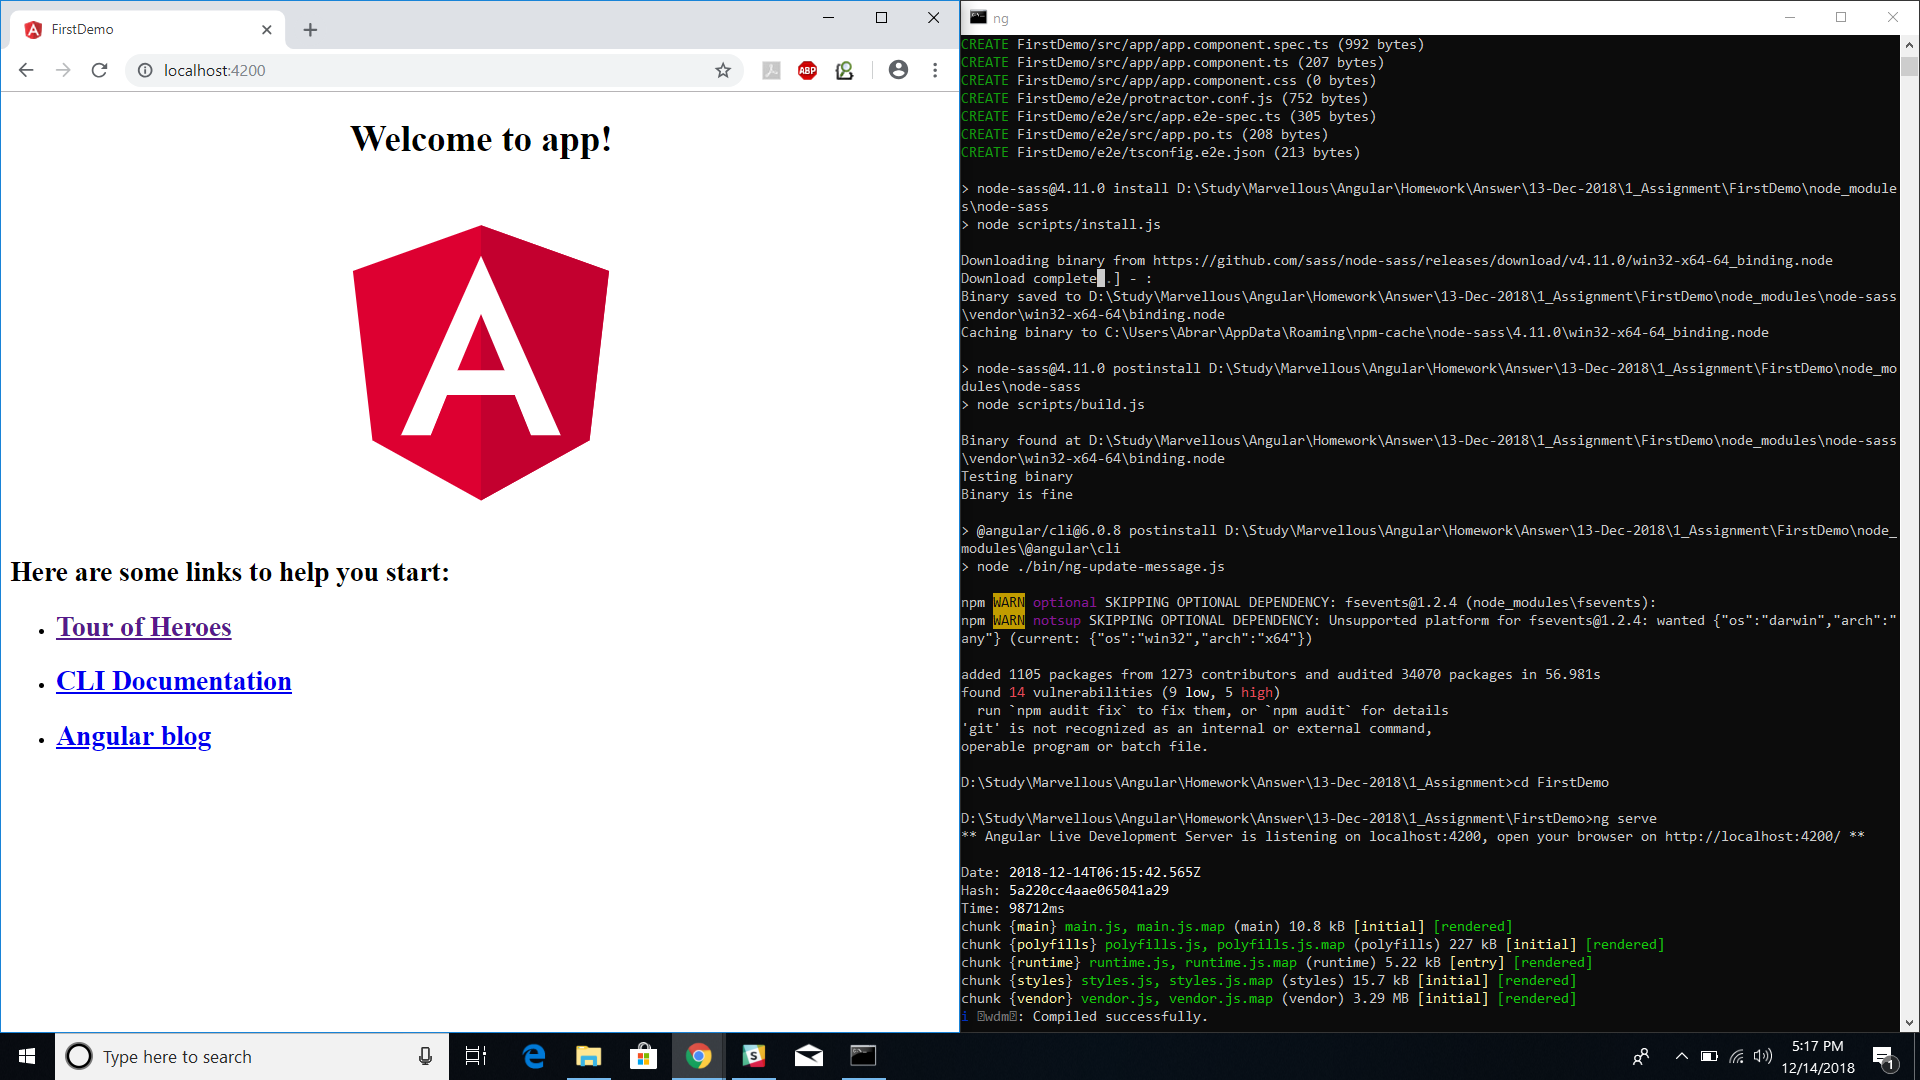 FirstDemo
localhost:4200
ABP
Welcome to app!
A
Here are some links to help you start:
Tour of Heroes
CLI Documentation
Angular blog
ng
CREATE FirstDemo/src/app/app.component.spec.ts (992 bytes)
CREATE FirstDemo/src/app/app.component.ts (207 bytes)
CREATE FirstDemo/src/app/app.component.css (0 bytes)
CREATE FirstDemo/e2e/protractor.conf.js (752 bytes)
CREATE FirstDemo/e2e/src/app.e2e-spec.ts (305 bytes)
CREATE FirstDemo/e2e/src/app.po.ts (208 bytes)
CREATE FirstDemo/e2e/tsconfig.e2e.json (213 bytes)
> node-sass@4.11.0 install D:\Study\Marvellous\Angular\Homework\Answer\13-Dec-2018\1_Assignment\FirstDemo\node_module
s\node-sass
> node scripts/install.js
Downloading binary from https://github.com/sass/node-sass/releases/download/v4.11.0/win32-x64-64_binding.node
Download complete.] - :
Binary saved to D:\Study\Marvellous\Angular\Homework\Answer\13-Dec-2018\1_Assignment\FirstDemo\node_modules\node-sass
\vendor\win32-x64-64\binding.node
Caching binary to C:\Users\Abrar\AppData\Roaming\npm-cache\node-sass\4.11.0\win32-x64-64_binding.node
> node-sass@4.11.0 postinstall D:\Study\Marvellous\Angular\Homework\Answer\13-Dec-2018\1_Assignment\FirstDemo\node_mo
dules\node-sass
> node scripts/build.js
Binary found at D:\Study\Marvellous\Angular\Homework\Answer\13-Dec-2018\1_Assignment\FirstDemo\node_modules\node-sass
\vendor\win32-x64-64\binding.node
Testing binary
Binary is fine
> @angular/cli@6.0.8 postinstall D:\Study\Marvellous\Angular\Homework\Answer\13-Dec-2018\1_Assignment\FirstDemo\node_
modules\@angular\cli
> node ./bin/ng-update-message.js
npm WARN optional SKIPPING OPTIONAL DEPENDENCY: fsevents@1.2.4 (node_modules\fsevents):
npm WARN notsup SKIPPING OPTIONAL DEPENDENCY: Unsupported platform for fsevents@1.2.4: wanted {"os":"darwin","arch":"
any"} (current: {"os":"win32","arch":"x64"})
added 1105 packages from 1273 contributors and audited 34070 packages in 56.981s
found 14 vulnerabilities (9 low, 5 high)
run `npm audit fix` to fix them, or `npm audit` for details
'git' is not recognized as an internal or external command,
operable program or batch file.
D:\Study\Marvellous\Angular\Homework\Answer\13-Dec-2018\1_Assignment>cd FirstDemo
D:\Study\Marvellous\Angular\Homework\Answer\13-Dec-2018\1_Assignment\FirstDemo>ng serve
** Angular Live Development Server is listening on localhost:4200, open your browser on http://localhost:4200/ **
Date: 2018-12-14T06:15:42.565Z
Hash: 5a220cc4aae065041a29
Time: 98712ms
chunk {main} main.js, main.js.map (main) 10.8 kB [initial] [rendered]
chunk {polyfills} polyfills.js, polyfills.js.map (polyfills) 227 kB [initial] [rendered]
chunk {runtime} runtime.js, runtime.js.map (runtime) 5.22 kB [entry] [rendered]
chunk {styles} styles.js, styles.js.map (styles) 15.7 kB [initial] [rendered]
chunk {vendor} vendor.js, vendor.js.map (vendor) 3.29 MB [initial] [rendered]
i wdm: Compiled successfully.
Type here to search
5:17 PM
12/14/2018
1